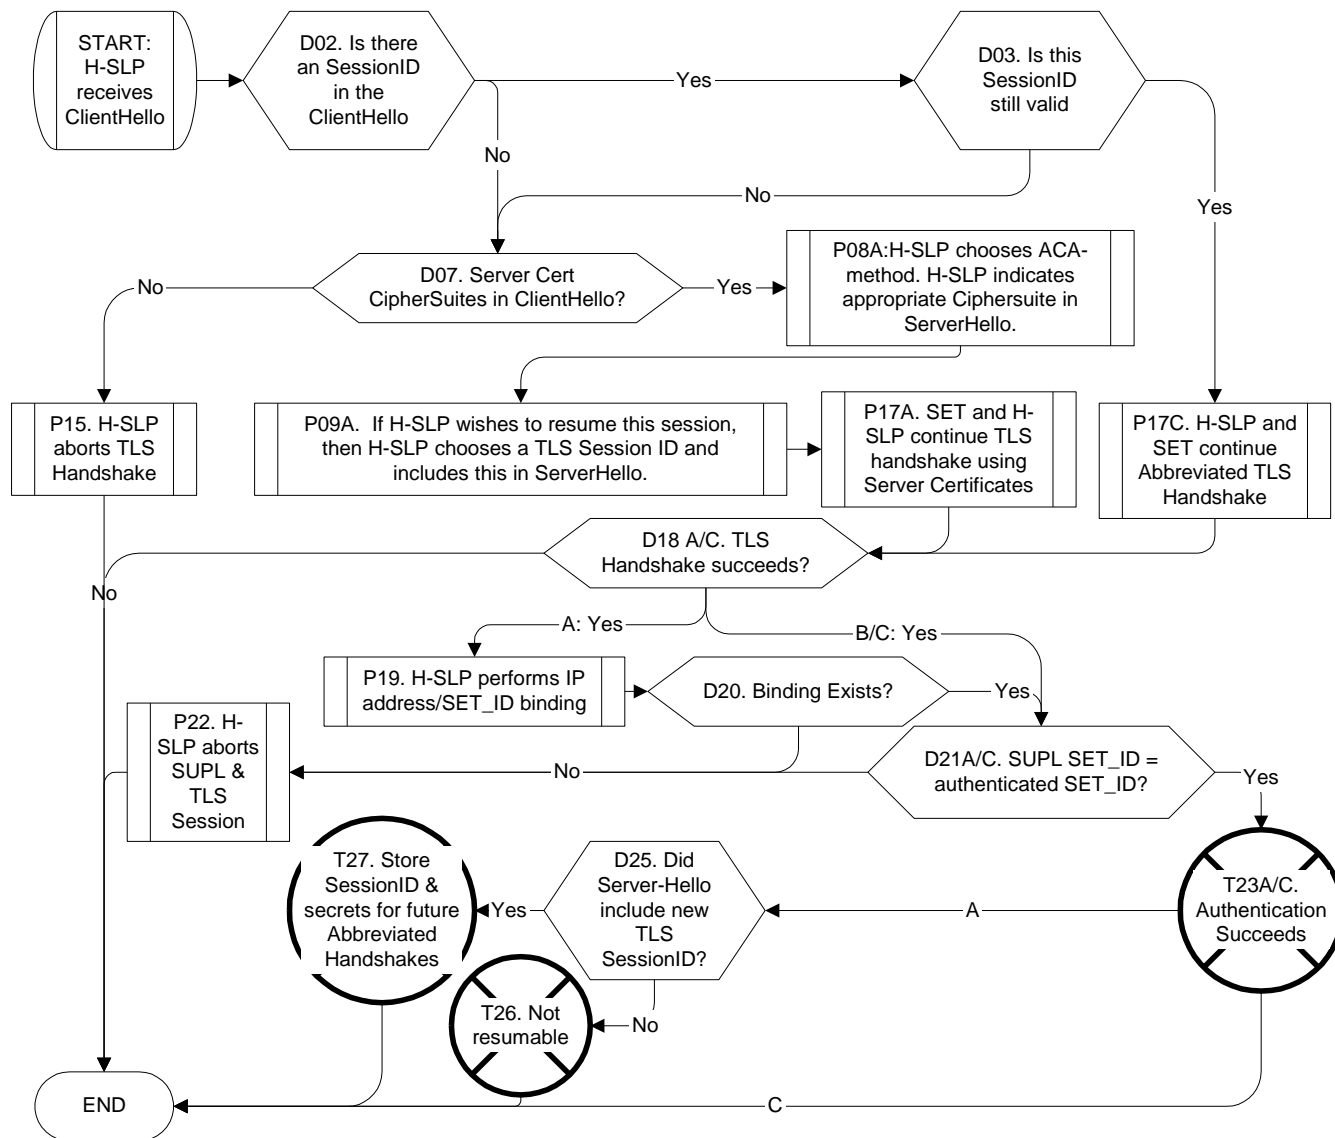 START:
H-SLP
receives
ClientHello
D02. Is there
an SessionID
in the
ClientHello
Yes
D03. Is this
SessionID
still valid
No
No
Yes
D07. Server Cert
CipherSuites in ClientHello?
No
Yes
P08A:H-SLP chooses ACA-
method. H-SLP indicates
appropriate Ciphersuite in
ServerHello.
P15. H-SLP
aborts TLS
Handshake
P09A.  If H-SLP wishes to resume this session,
then H-SLP chooses a TLS Session ID and
includes this in ServerHello.
P17A. SET and H-
SLP continue TLS
handshake using
Server Certificates
P17C. H-SLP and
SET continue
Abbreviated TLS
Handshake
D18 A/C. TLS
Handshake succeeds?
No
A: Yes
B/C: Yes
P19. H-SLP performs IP
address/SET_ID binding
D20. Binding Exists?
Yes
P22. H-
SLP aborts
SUPL &
TLS
Session
No
D21A/C. SUPL SET_ID =
authenticated SET_ID?
Yes
T27. Store
SessionID &
secrets for future
Abbreviated
Handshakes
Yes
D25. Did
Server-Hello
include new
TLS
SessionID?
A
T23A/C.
Authentication
Succeeds
T26. Not
resumable
No
END
C